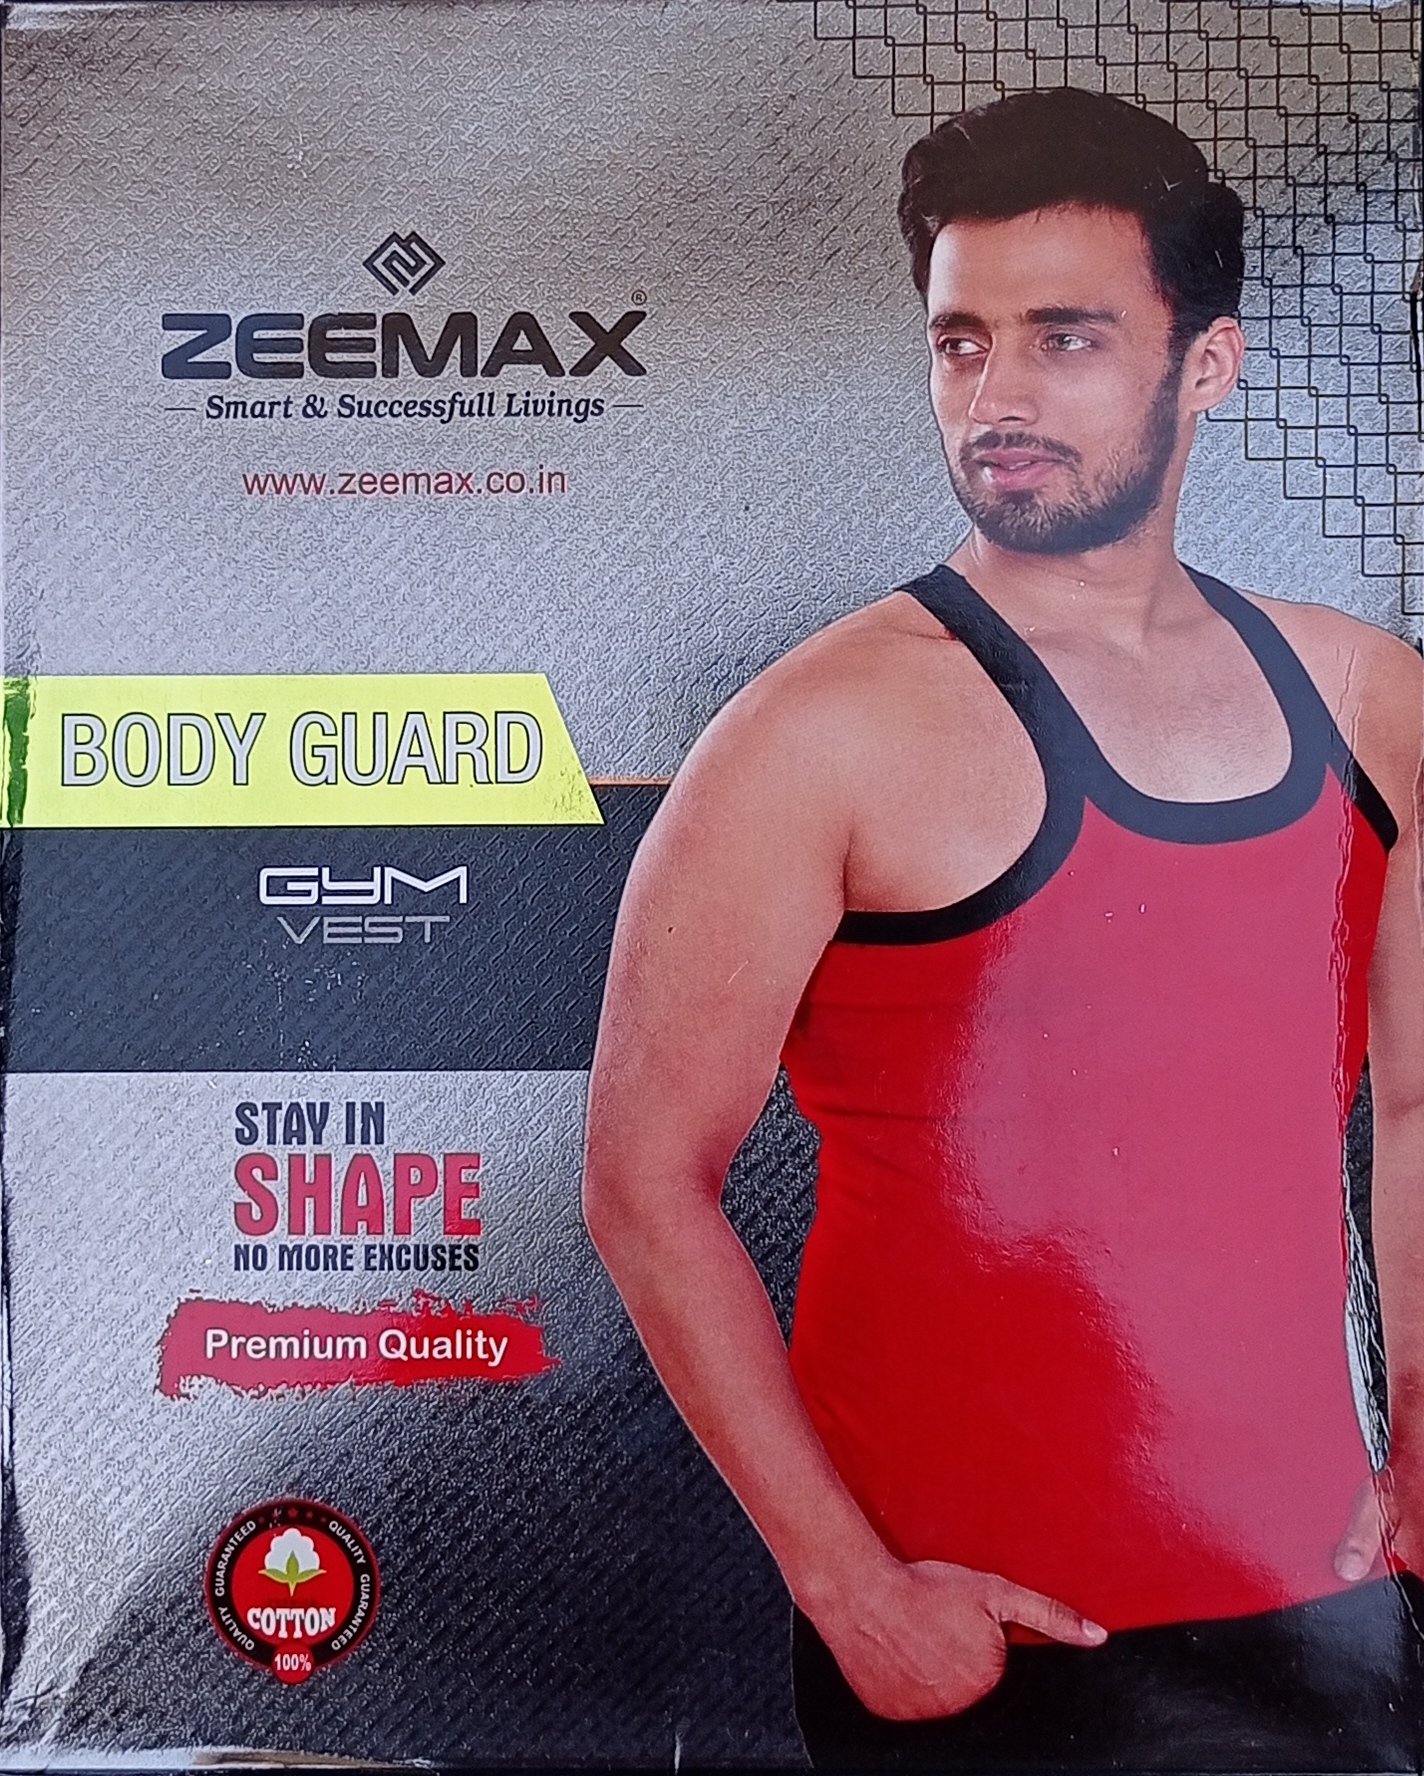 ZEEMAX®
Smart & Successfull Livings
www.zeemax.co.in
BODY GUARD
GYM
VEST
STAY IN
SHAPE
NO MORE EXCUSES
Premium Quality
QUALITY GUARANTEED
QUALITY GUARANTEED
COTTON
100%